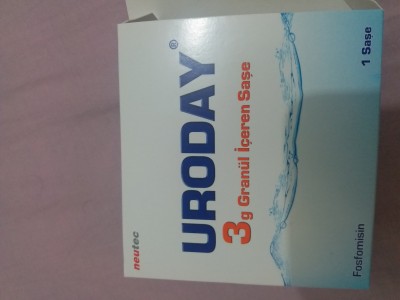 neutec
URODAY®
3g Granül İçeren Saşe
Fosfomisin
1 Saşe